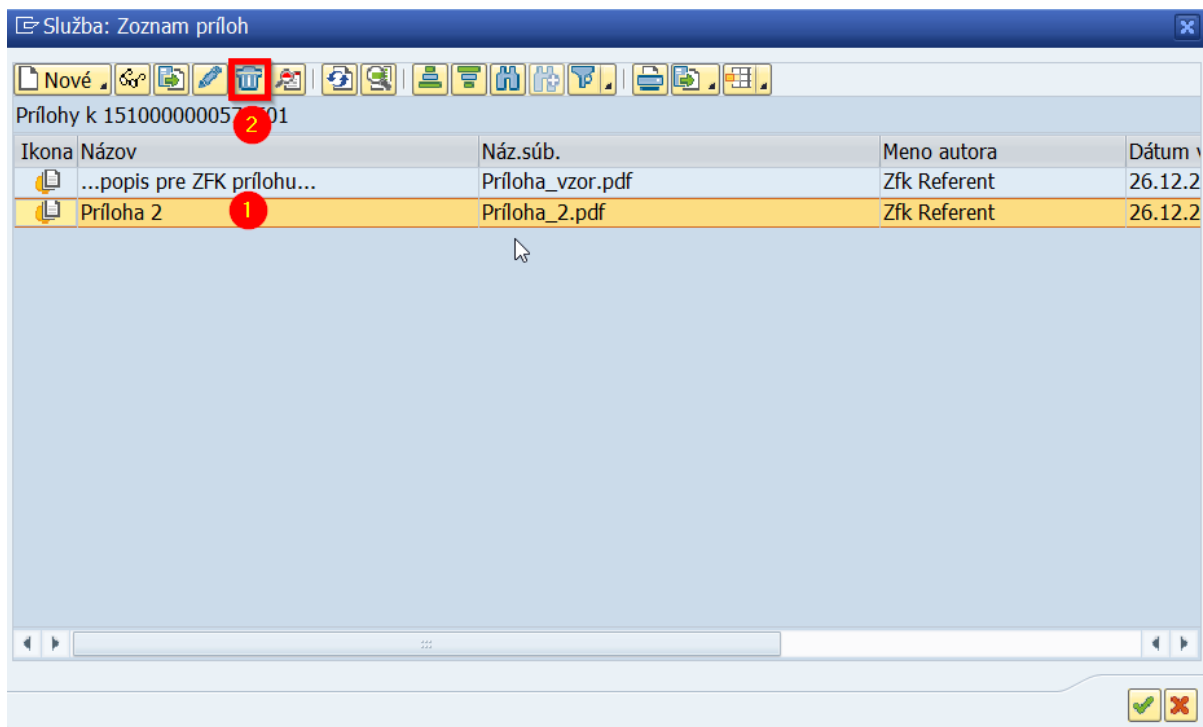 Služba: Zoznam príloh
Nové
Prílohy k 1510000000057 01
2
Ikona Názov Náz.súb. Meno autora Dátum
...popis pre ZFK prílohu... Príloha_vzor.pdf Zfk Referent 26.12.2
Príloha 2 1 Príloha_2.pdf Zfk Referent 26.12.2